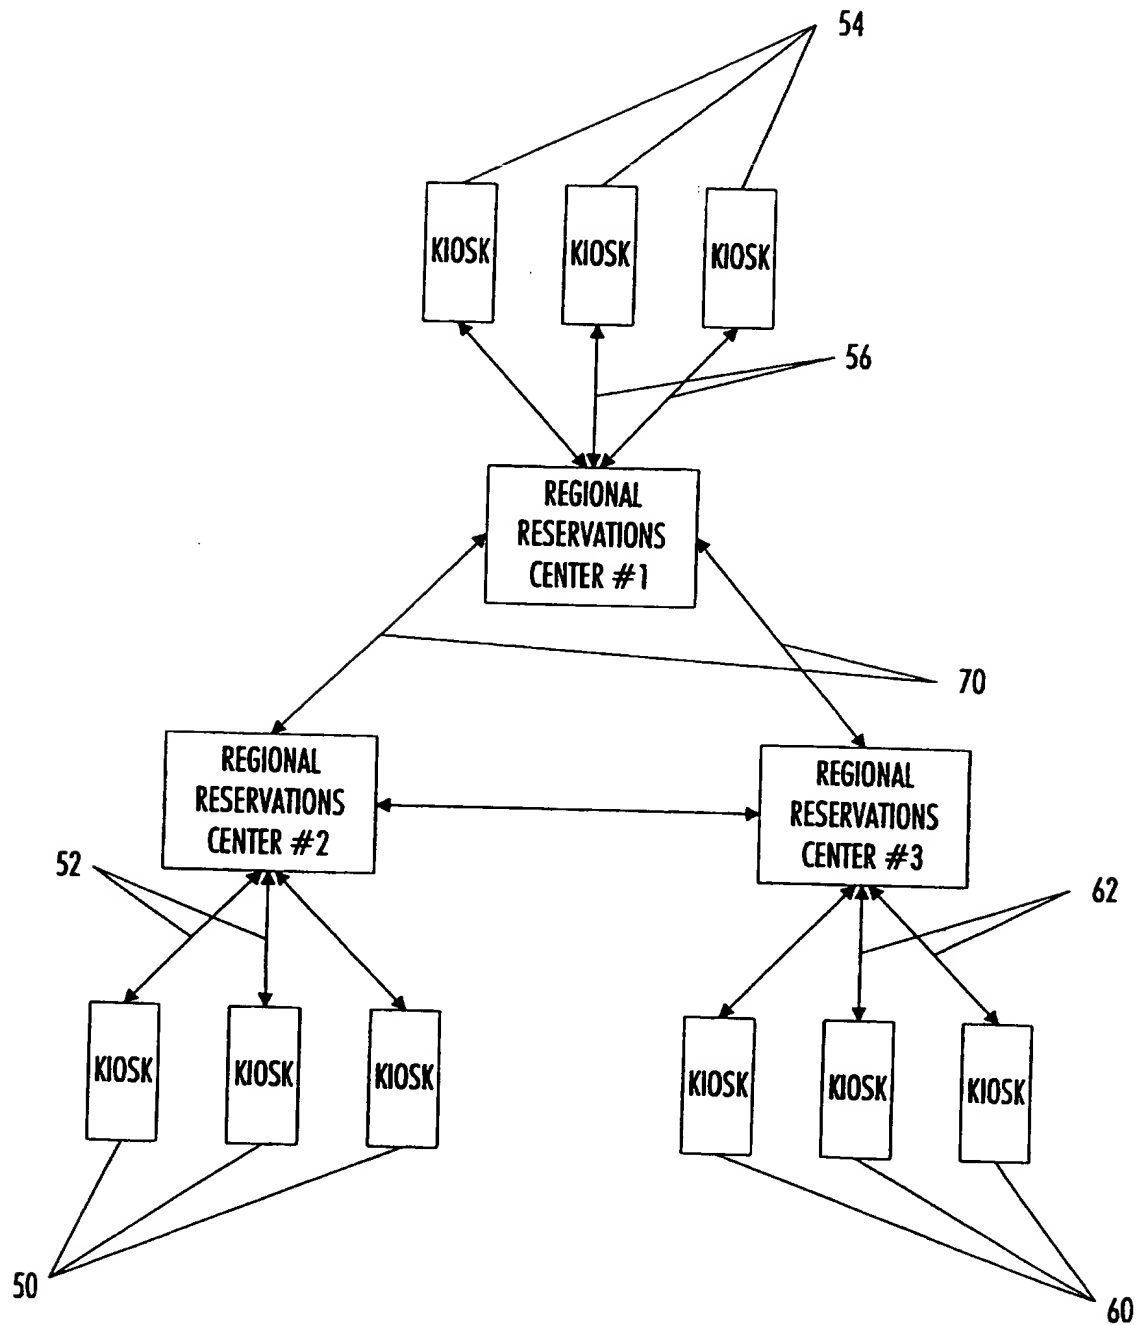 54
KIOSK
KIOSK
KIOSK
56
REGIONAL
RESERVATIONS
CENTER #1
70
REGIONAL
RESERVATIONS
CENTER #2
REGIONAL
RESERVATIONS
CENTER #3
52
62
KIOSK
KIOSK
KIOSK
KIOSK
KIOSK
KIOSK
50
60